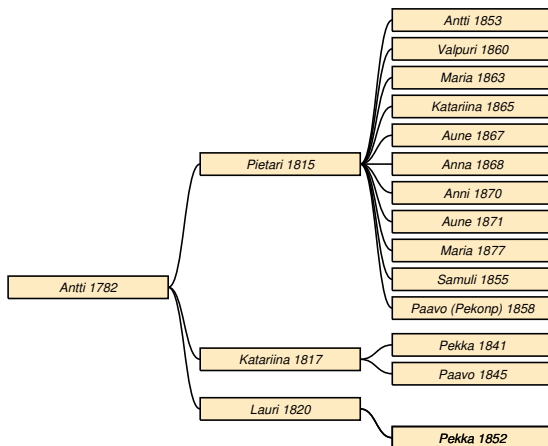 Antti 1853
Valpuri 1860
Maria 1863
Katariina 1865
Aune 1867
Pietari 1815
Anna 1868
Anni 1870
Aune 1871
Maria 1877
Samuli 1855
Antti 1782
Paavo (Pekonp) 1858
Katariina 1817
Pekka 1841
Paavo 1845
Lauri 1820
Pekka 1852